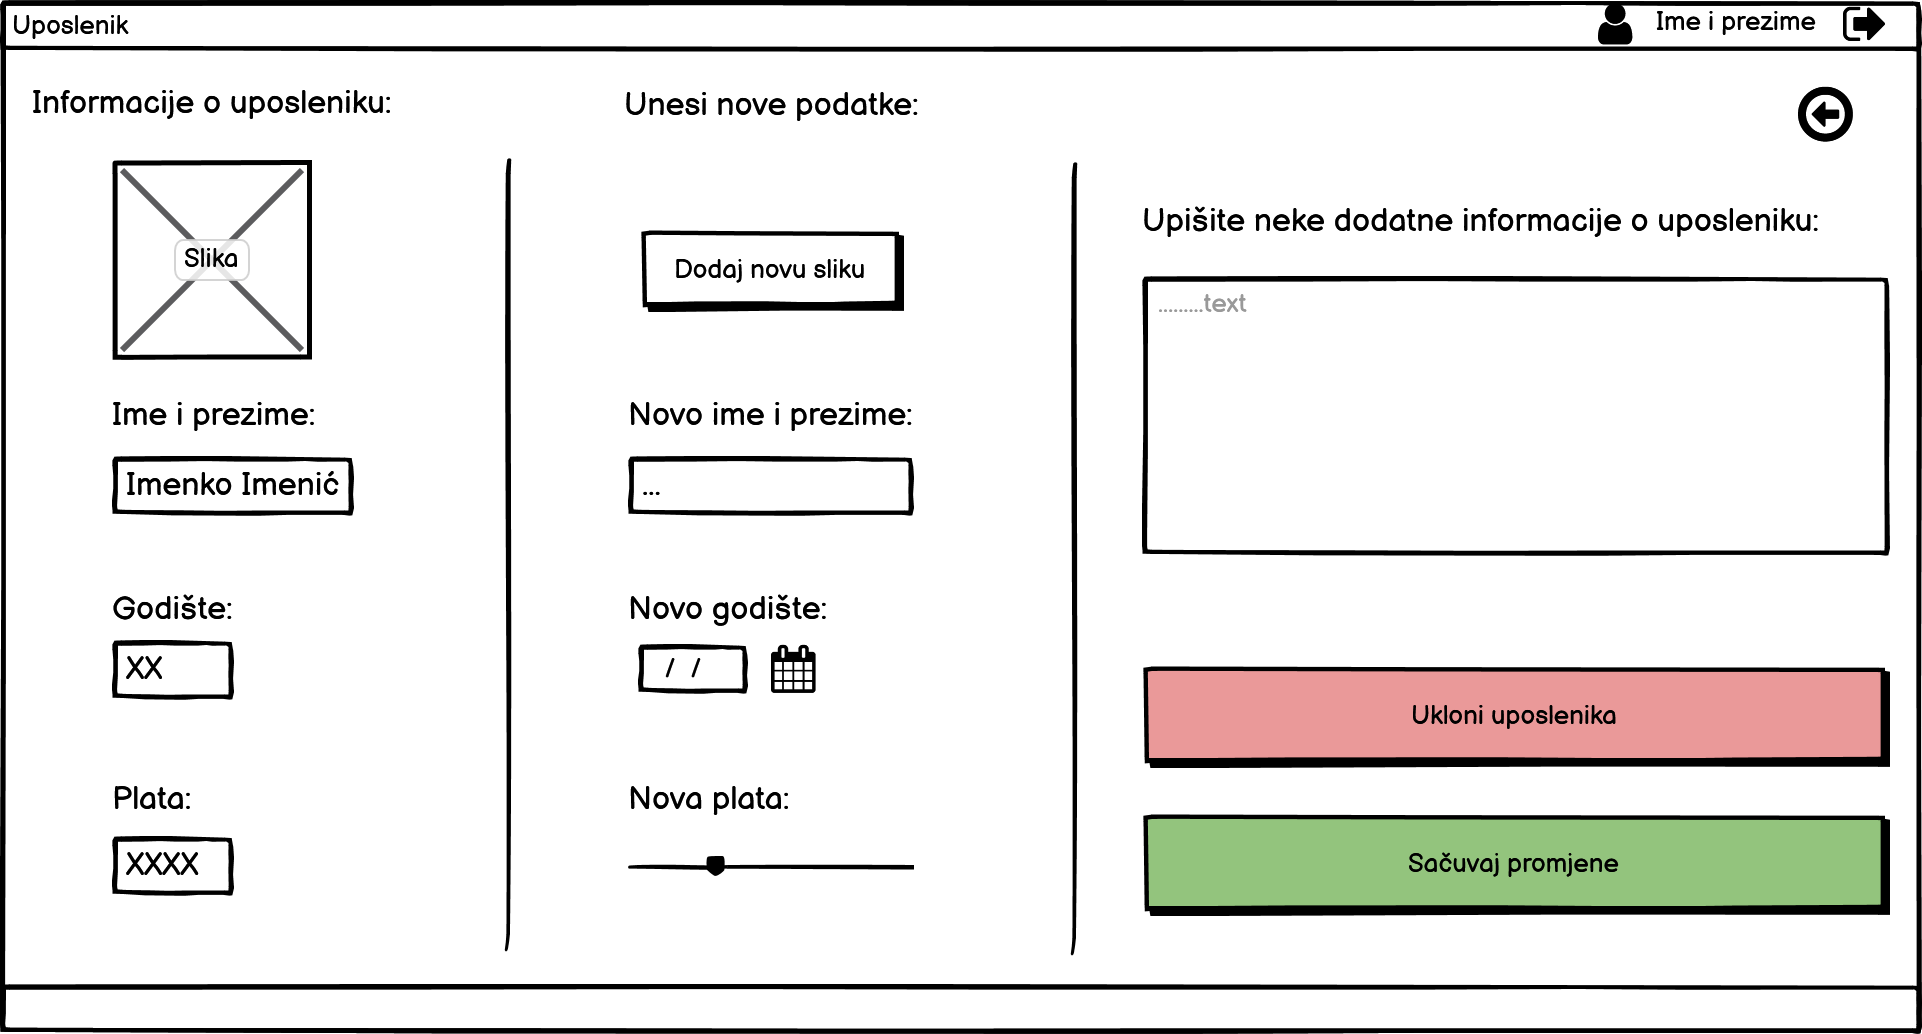 Uposlenik
Ime i prezime
Informacije o uposleniku:
Slika
Ime i prezime:
Imenko Imenić
Godište:
XX
Plata:
XXXX
Unesi nove podatke:
Dodaj novu sliku
Novo ime i prezime:
...
Novo godište:
/ /
Nova plata:
Upišite neke dodatne informacije o uposleniku:
.........text
Ukloni uposlenika
Sačuvaj promjene